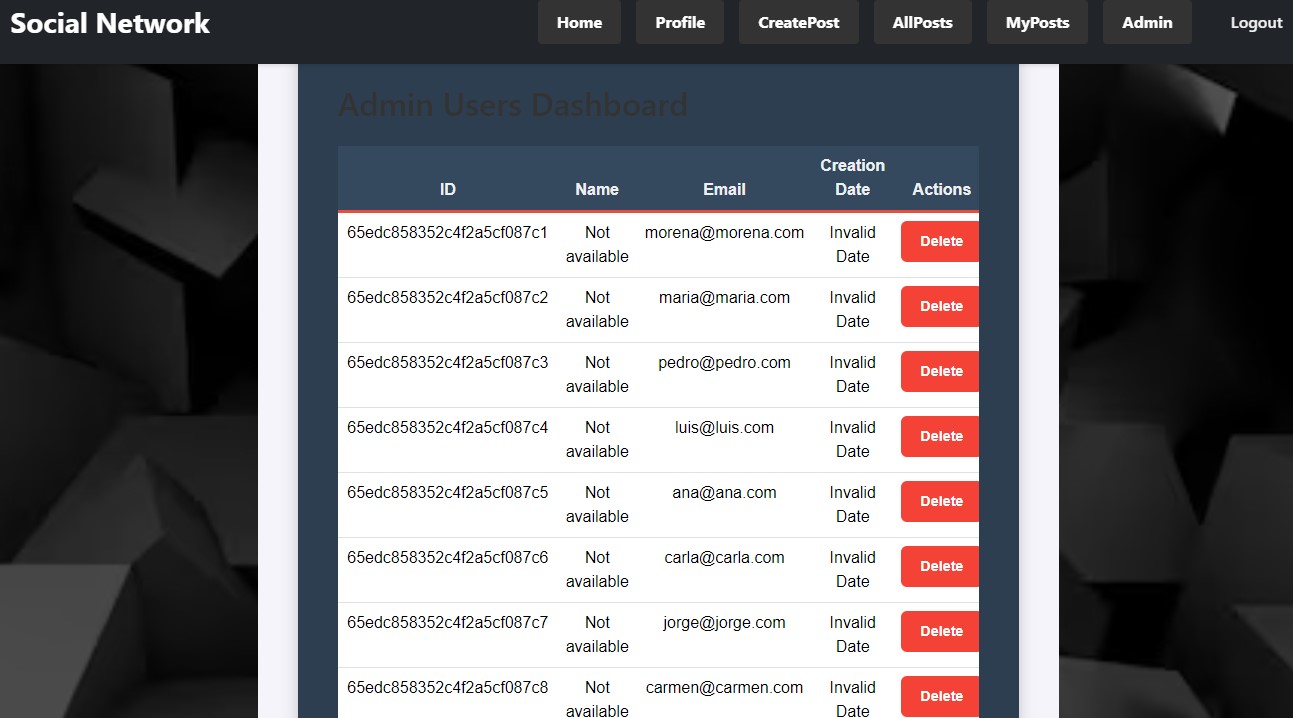 Social Network
Home Profile CreatePost AllPosts MyPosts Admin Logout
Admin Users Dashboard
Creation
ID Name Email Date Actions
65edc858352c4f2a5cf087c1 Not morena@morena.com Invalid Delete
available Date
65edc858352c4f2a5cf087c2 Not maria@maria.com Invalid Delete
available Date
65edc858352c4f2a5cf087c3 Not pedro@pedro.com Invalid Delete
available Date
65edc858352c4f2a5cf087c4 Not luis@luis.com Invalid Delete
available Date
65edc858352c4f2a5cf087c5 Not ana@ana.com Invalid Delete
available Date
65edc858352c4f2a5cf087c6 Not carla@carla.com Invalid Delete
available Date
65edc858352c4f2a5cf087c7 Not jorge@jorge.com Invalid Delete
available Date
65edc858352c4f2a5cf087c8 Not carmen@carmen.com Invalid Delete
available Date